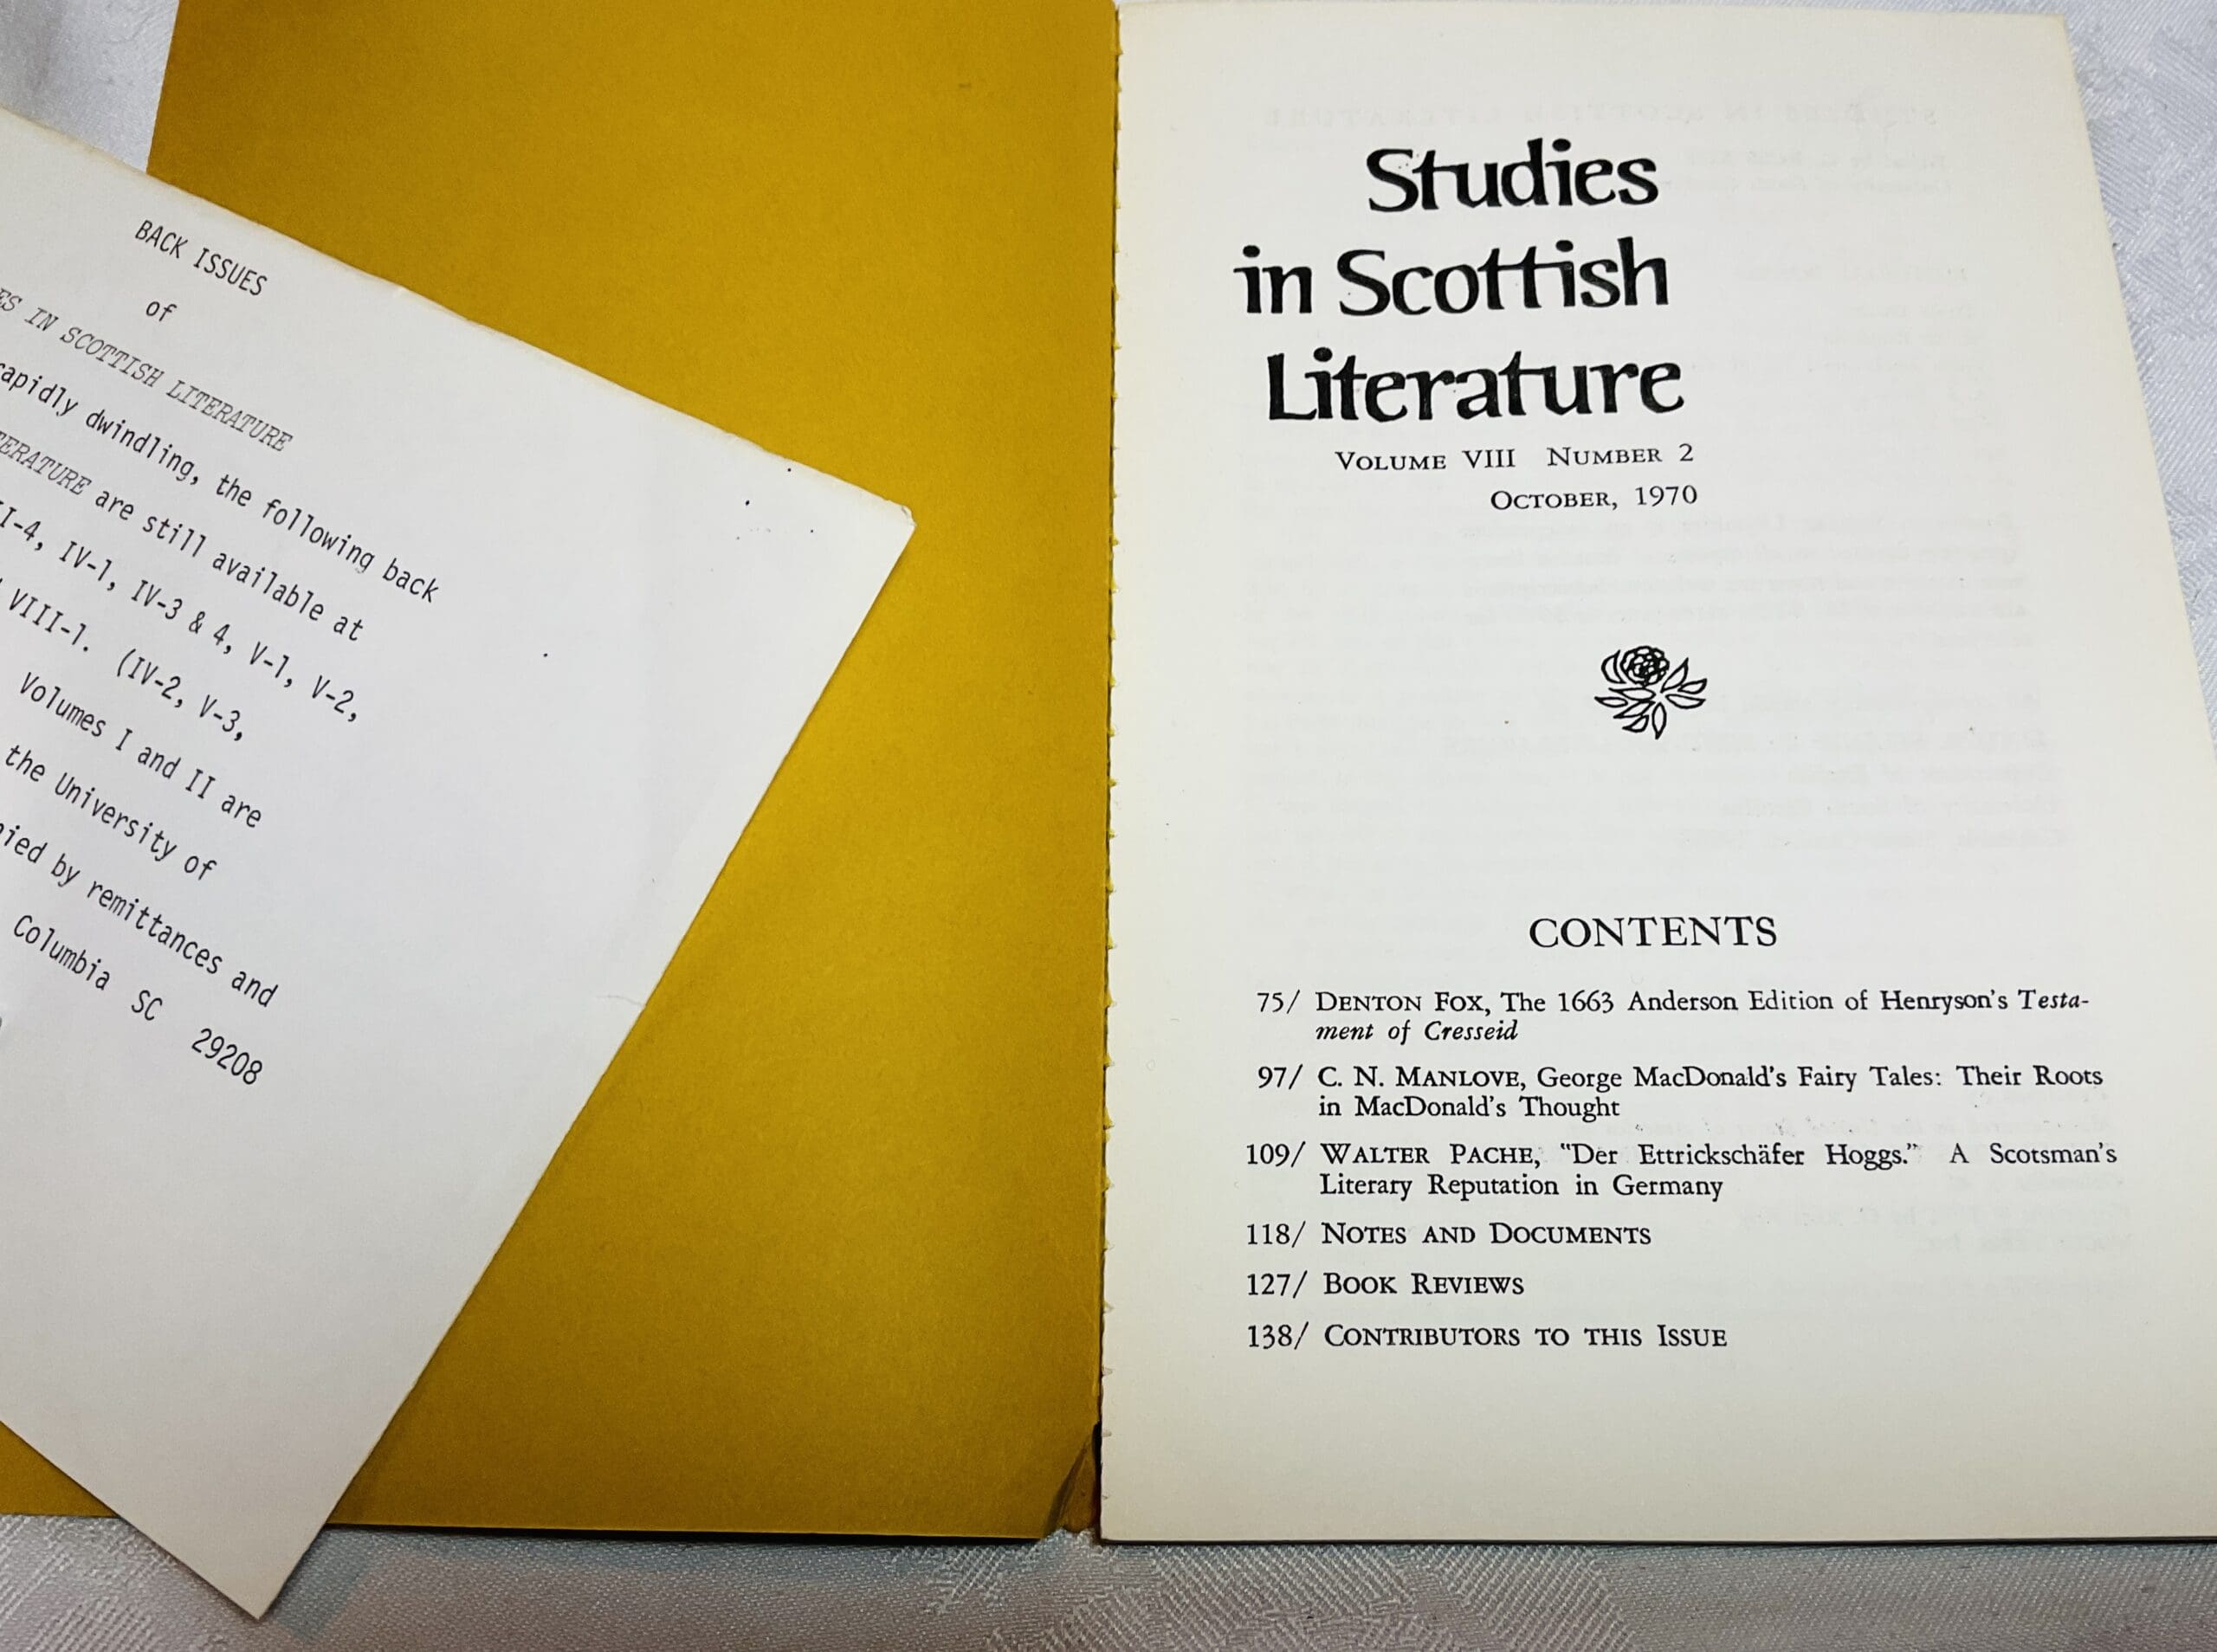 BACK ISSUES
of
IN SCOTTISH LITERATURE
rapidly dwindling, the following back
are still available at
IV-1, IV-3 & 4, V-1, V-2,
VIII-1. (IV-2, V-3,
Volumes I and II are
the University of
by remittances and
Columbia SC 29208
Studies
in Scottish
Literature
VOLUME VIII NUMBER 2
OCTOBER, 1970
CONTENTS
75/ DENTON FOX, The 1663 Anderson Edition of Henryson's Testa-
ment of Cresseid
97/ C. N. MANLOVE, George MacDonald's Fairy Tales: Their Roots
in MacDonald's Thought
109/ WALTER PACHE, "Der Ettrickschäfer Hoggs." A Scotsman's
Literary Reputation in Germany
118/ NOTES AND DOCUMENTS
127/ BOOK REVIEWS
138/ CONTRIBUTORS TO THIS ISSUE